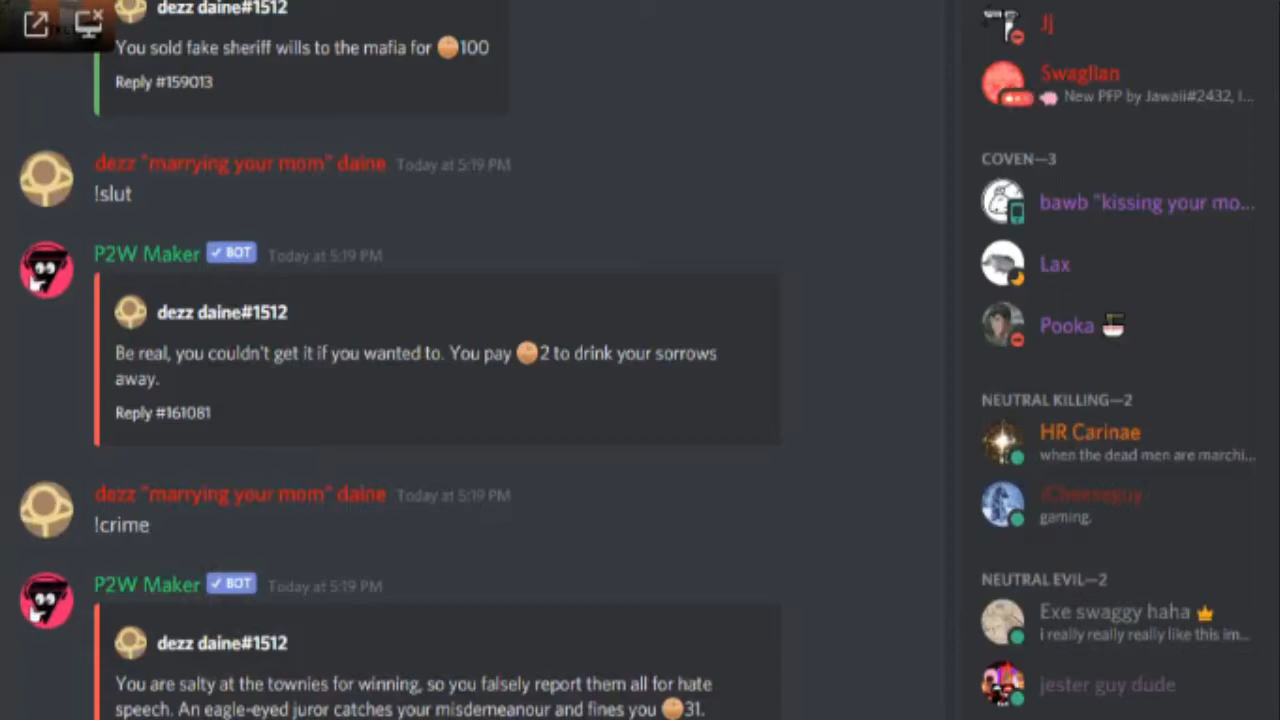 dezz daine#1512
You sold fake sheriff wills to the mafia for 100
Reply #159013
dezz "marrying your mom" daine Today at 5:19 PM
!slut
P2W Maker ✓ BOT Today at 5:19 PM
dezz daine#1512
Be real, you couldn't get it if you wanted to. You pay 2 to drink your sorrows
away.
Reply #161081
dezz "marrying your mom" daine Today at 5:19 PM
!crime
P2W Maker ✓ BOT Today at 5:19 PM
dezz daine#1512
You are salty at the townies for winning, so you falsely report them all for hate
speech. An eagle-eyed juror catches your misdemeanour and fines you 31.
Jj
Swaglian
New PFP by Jawaii#2432, I...
COVEN—3
bawb "kissing your mo...
Lax
Pooka
NEUTRAL KILLING—2
HR Carinae
when the dead men are marchi...
iCheeseguy
gaming.
NEUTRAL EVIL—2
Exe swaggy haha
i really really really like this im...
jester guy dude